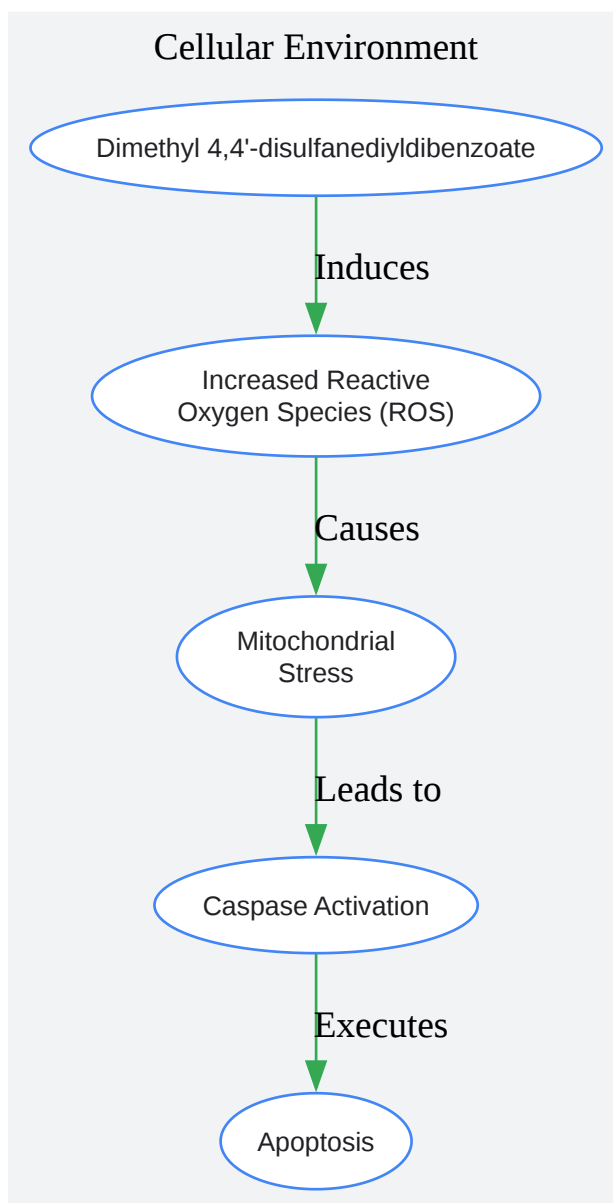 Cellular Environment
Dimethyl 4,4'-disulfanediyldibenzoate
Induces
Increased Reactive
Oxygen Species (ROS)
Causes
Mitochondrial
Stress
Leads to
Caspase Activation
Executes
Apoptosis